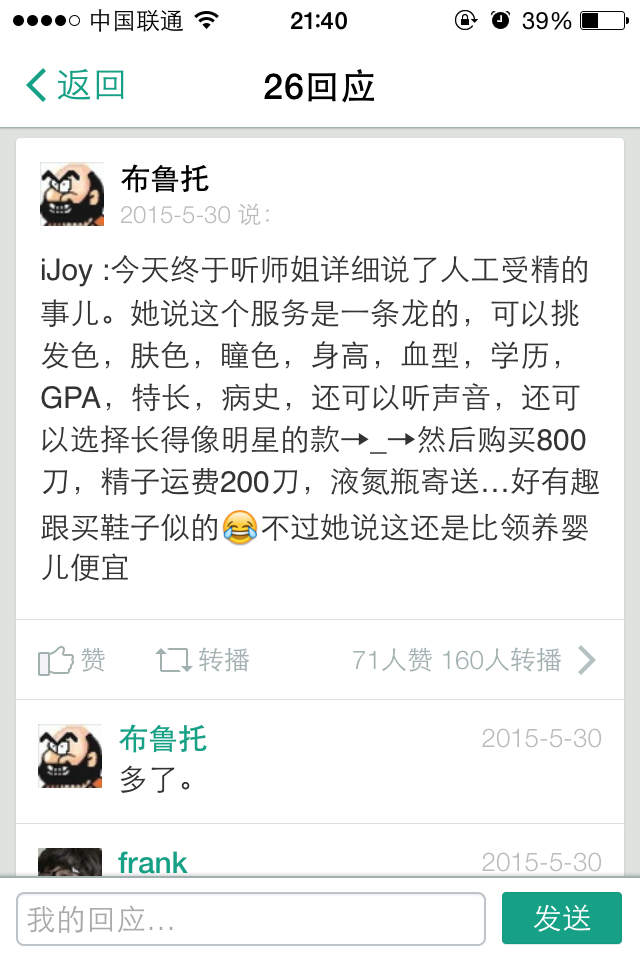 中国联通
21:40
39%
返回
26回应
布鲁托
2015-5-30 说：
iJoy :今天终于听师姐详细说了人工受精的
事儿。她说这个服务是一条龙的，可以挑
发色，肤色，瞳色，身高，血型，学历，
GPA，特长，病史，还可以听声音，还可
以选择长得像明星的款→_→然后购买800
刀，精子运费200刀，液氮瓶寄送…好有趣
跟买鞋子似的😂不过她说这还是比领养婴
儿便宜
赞
转播
71人赞 160人转播
布鲁托
2015-5-30
多了。
frank
2015-5-30
我的回应…
发送